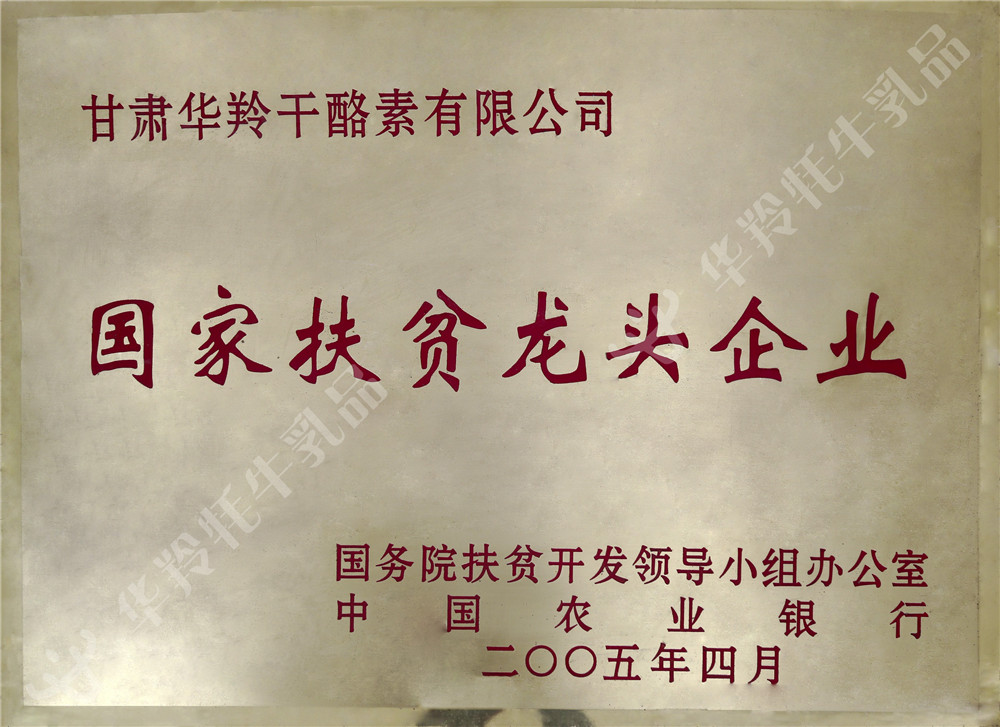 甘肃华羚干酪素有限公司
华羚牦牛乳品
国家扶贫龙头企业
华羚牦牛乳品
国务院扶贫开发领导小组办公室
中国农业银行
二〇〇五年四月